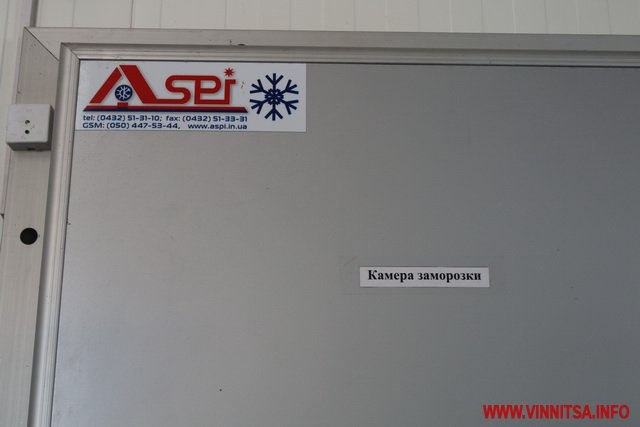 Aspi
tel: (0432) 51-31-10; fax: (0432) 51-33-31
GSM: (050) 447-53-44, www.aspi.in.ua
Камера заморозки
WWW.VINNITSA.INFO